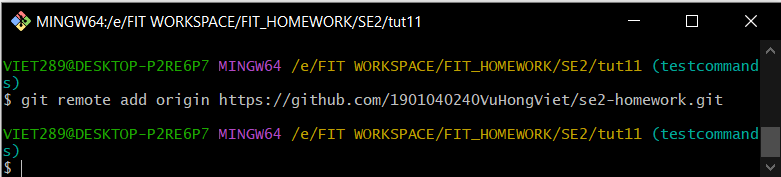 MINGW64:/e/FIT WORKSPACE/FIT_HOMEWORK/SE2/tut11
VIET289@DESKTOP-P2RE6P7 MINGW64 /e/FIT WORKSPACE/FIT_HOMEWORK/SE2/tut11 (testcommand
s)
$ git remote add origin https://github.com/1901040240VuHongViet/se2-homework.git
VIET289@DESKTOP-P2RE6P7 MINGW64 /e/FIT WORKSPACE/FIT_HOMEWORK/SE2/tut11 (testcommand
s)
$